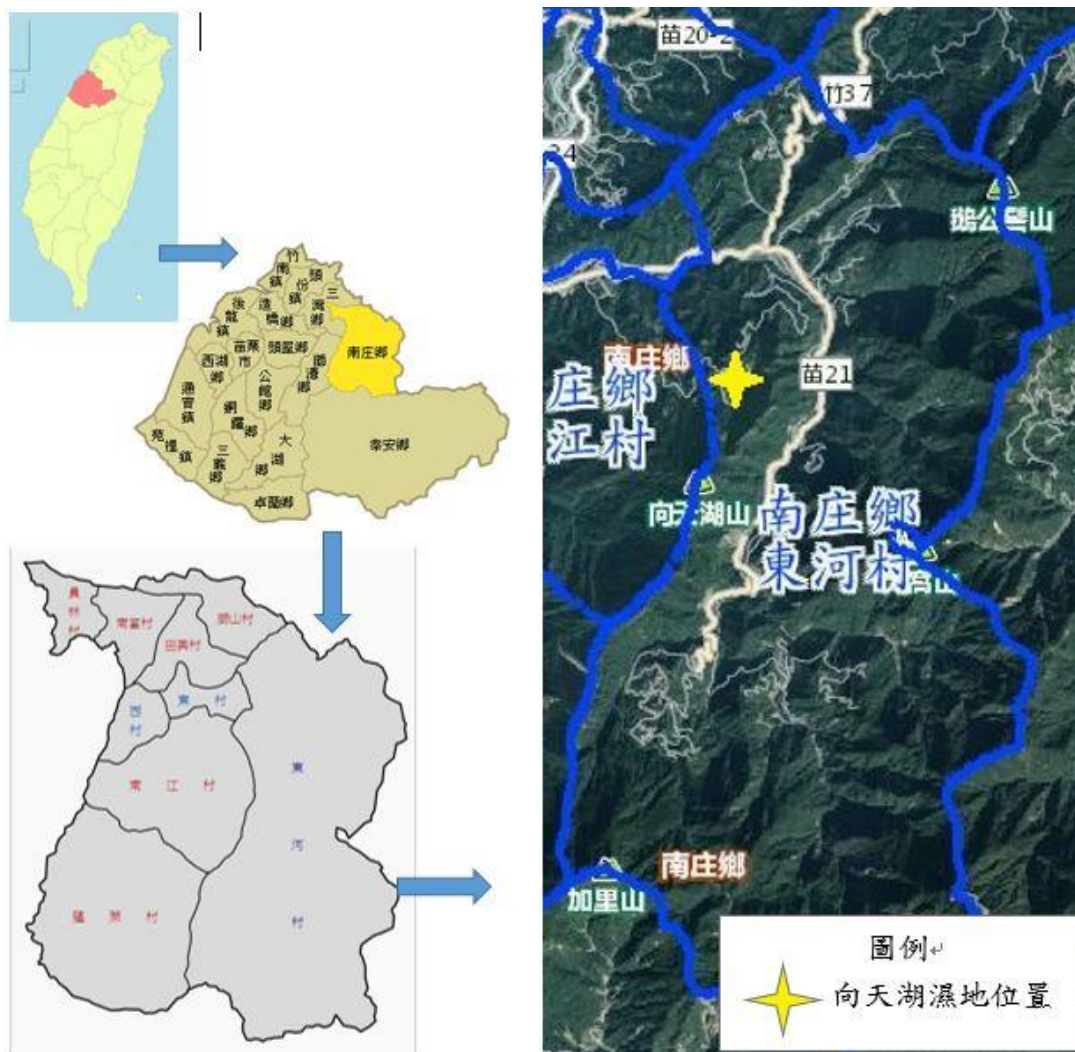 竹南鎮
頭份鎮
三灣鄉
後龍鎮
造橋鄉
苗栗市
頭屋鄉
南庄鄉
西湖鄉
公館鄉
獅潭鄉
通霄鎮
銅鑼鄉
苑裡鎮
三義鄉
大湖鄉
泰安鄉
卓蘭鄉
員林村
南富村
獅山村
田美村
西村
東村
南江村
東河村
蓬萊村
苗20-2
竹37
24
鵝公髻山
南庄鄉
庄鄉
江村
苗21
向天湖山
南庄鄉
東河村
加里山
南庄鄉
圖例
向天湖濕地位置